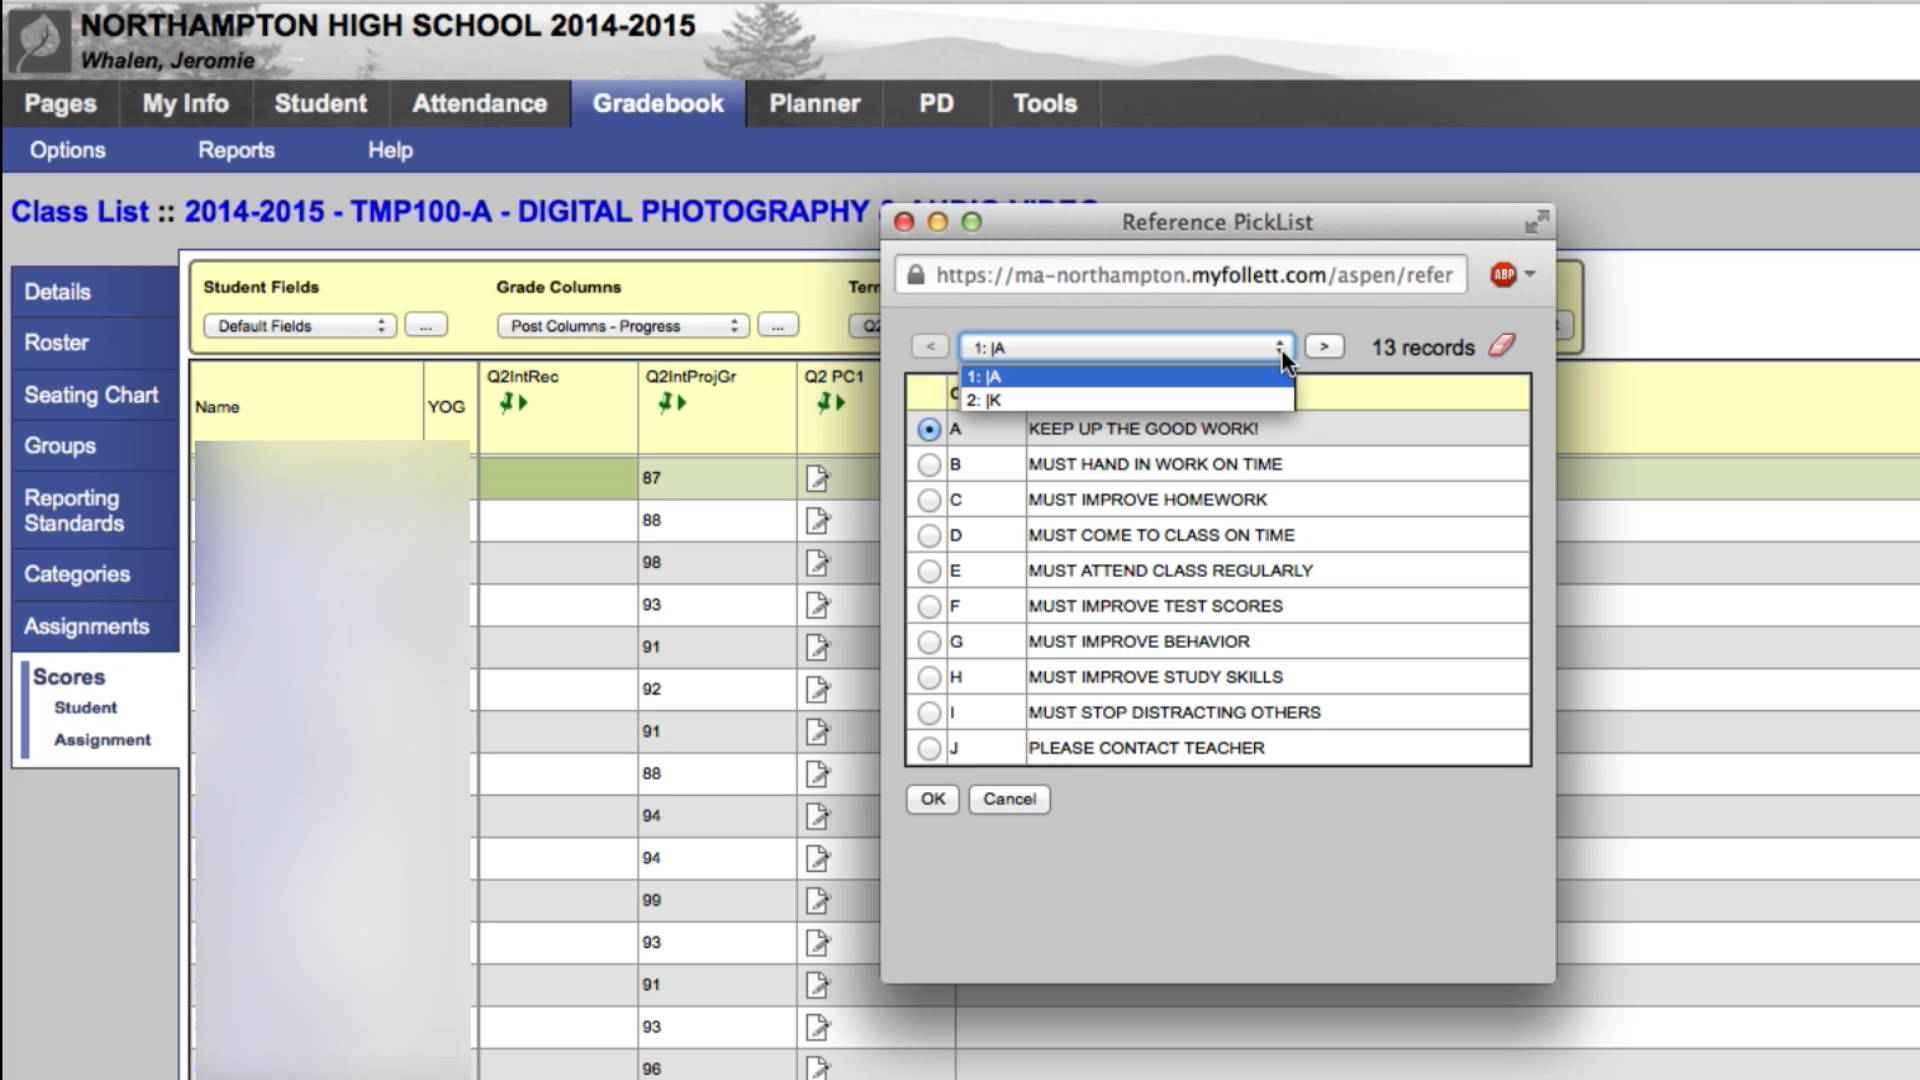 NORTHAMPTON HIGH SCHOOL 2014-2015
Whalen, Jeromie
Pages My Info Student Attendance Gradebook Planner PD Tools
Options Reports Help
Class List :: 2014-2015 - TMP100-A - DIGITAL PHOTOGRAPHY & AUDIO VIDEO
Details
Roster
Seating Chart
Groups
Reporting
Standards
Categories
Assignments
Scores
Student
Assignment
Student Fields Grade Columns Term
Default Fields ... Post Columns - Progress ... Q2
Name YOG Q2IntRec Q2IntProjGr Q2 PC1
87
88
98
93
91
92
91
88
94
94
99
93
91
93
96
Reference PickList
https://ma-northampton.myfollett.com/aspen/refer
ABP
< 1: |A > 13 records
1: |A
2: |K
A KEEP UP THE GOOD WORK!
B MUST HAND IN WORK ON TIME
C MUST IMPROVE HOMEWORK
D MUST COME TO CLASS ON TIME
E MUST ATTEND CLASS REGULARLY
F MUST IMPROVE TEST SCORES
G MUST IMPROVE BEHAVIOR
H MUST IMPROVE STUDY SKILLS
I MUST STOP DISTRACTING OTHERS
J PLEASE CONTACT TEACHER
OK Cancel